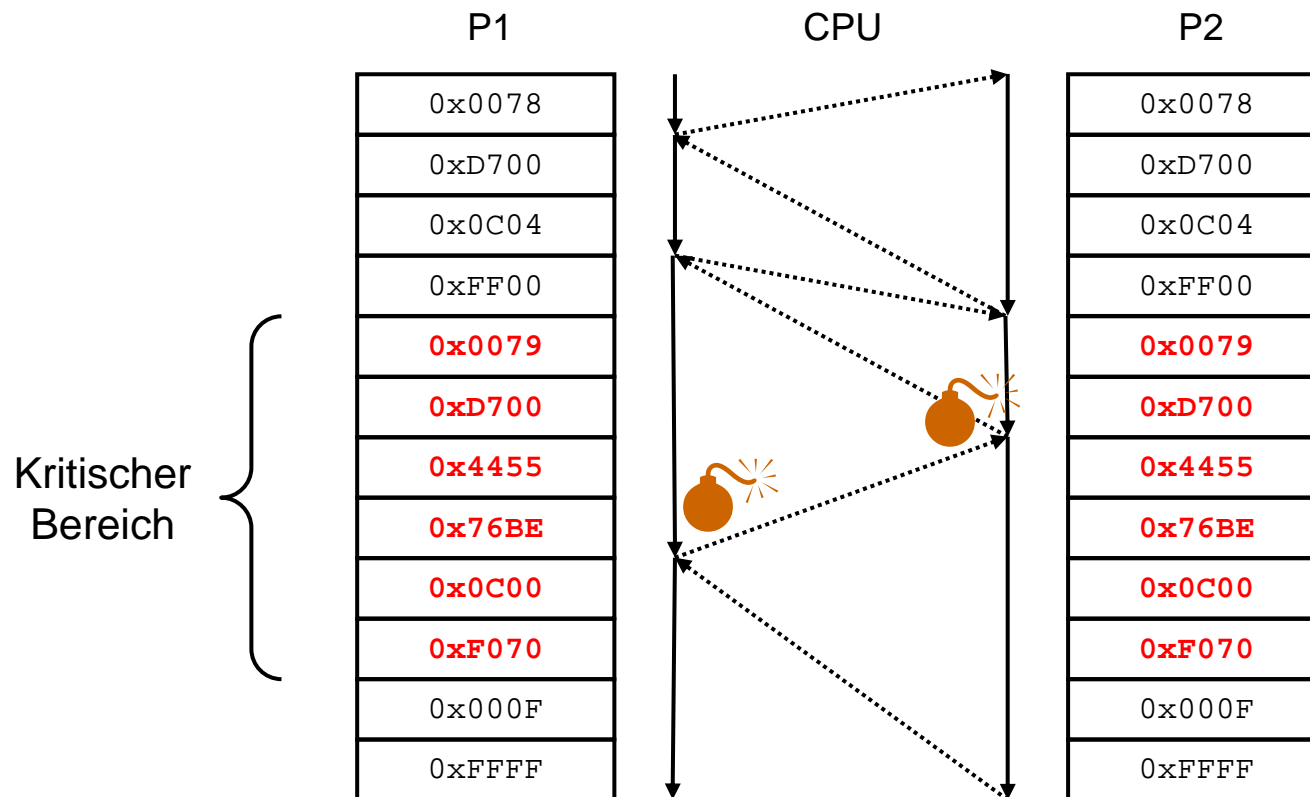 P1 CPU P2
0x0078 0x0078
0xD700 0xD700
0x0C04 0x0C04
0xFF00 0xFF00
0x0079 0x0079
0xD700 0xD700
0x4455 0x4455
Kritischer
Bereich
0x76BE 0x76BE
0x0C00 0x0C00
0xF070 0xF070
0x000F 0x000F
0xFFFF 0xFFFF